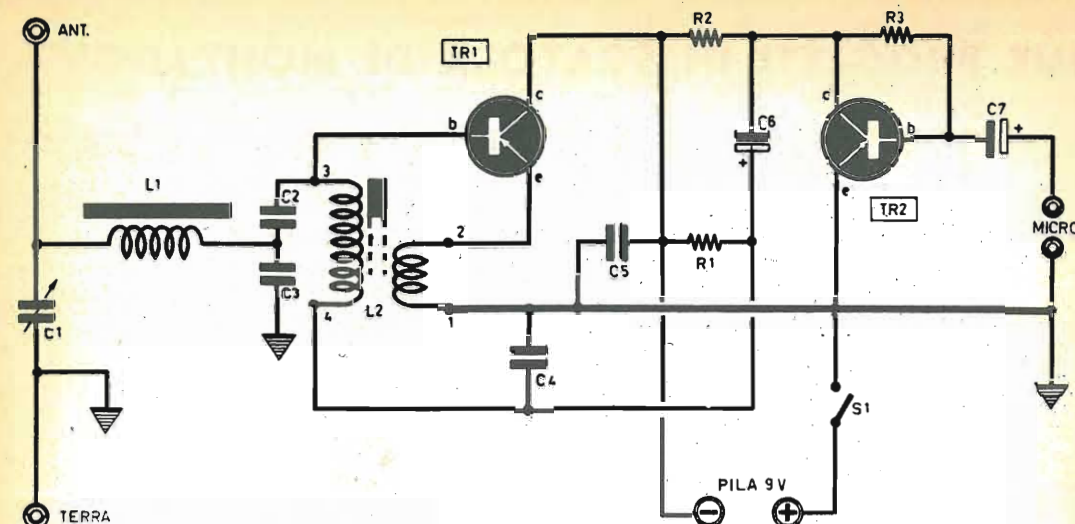 ANT.
TR1
R2
R3
c
b
e
C6
+
c
b
e
C7
+
TR2
MICRO
L1
3
C2
C3
4
L2
2
1
C5
R1
C1
C4
S1
PILA 9V
−
+
TERRA